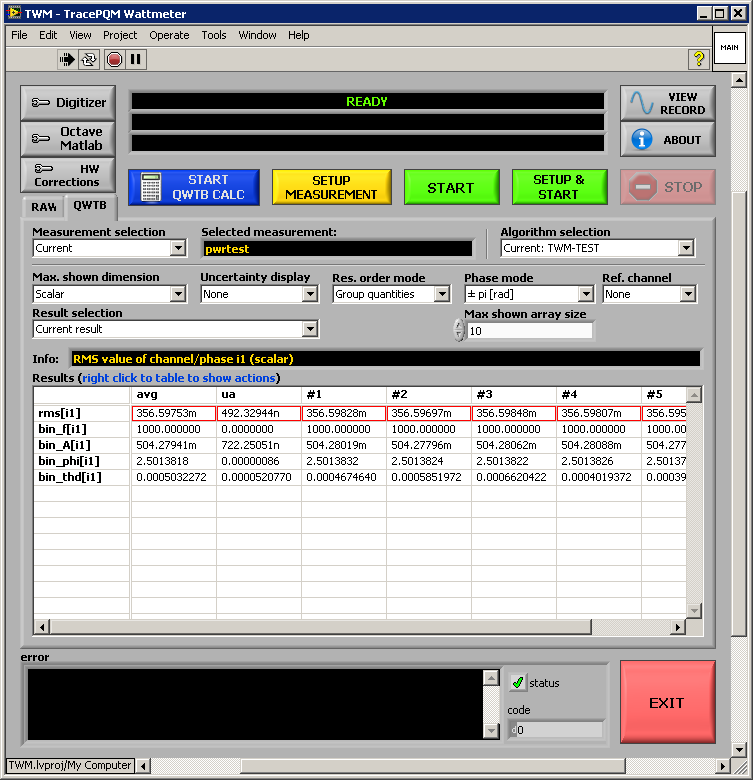 TWM - TracePQM Wattmeter
File Edit View Project Operate Tools Window Help
MAIN
?
Digitizer
READY
VIEW
RECORD
Octave
Matlab
i ABOUT
HW
Corrections
START
QWTB CALC
SETUP
MEASUREMENT
START
SETUP &
START
STOP
RAW QWTB
Measurement selection Selected measurement: Algorithm selection
Current pwrtest Current: TWM-TEST
Max. shown dimension Uncertainty display Res. order mode Phase mode Ref. channel
Scalar None Group quantities ± pi [rad] None
Result selection Max shown array size
Current result 10
Info: RMS value of channel/phase i1 (scalar)
Results (right click to table to show actions)
avg ua #1 #2 #3 #4 #5
rms[i1] 356.59753m 492.32944n 356.59828m 356.59697m 356.59848m 356.59807m 356.595
bin_f[i1] 1000.000000 0.0000000 1000.000000 1000.000000 1000.000000 1000.000000 1000.00
bin_A[i1] 504.27941m 722.25051n 504.28019m 504.27796m 504.28062m 504.28088m 504.277
bin_phi[i1] 2.5013818 0.00000086 2.5013832 2.5013824 2.5013822 2.5013826 2.50137
bin_thd[i1] 0.0005032272 0.0000520770 0.0004674640 0.0005851972 0.0006620422 0.0004019372 0.00039
error
status
code
d0
EXIT
TWM.lvproj/My Computer